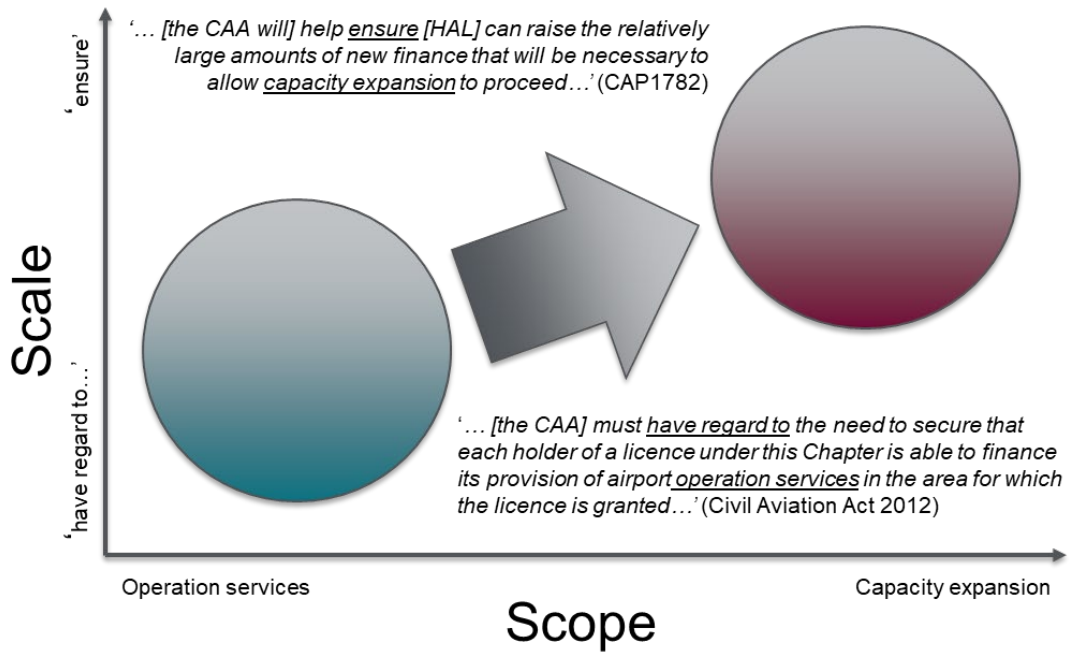 ‘… [the CAA will] help ensure [HAL] can raise the relatively
large amounts of new finance that will be necessary to
allow capacity expansion to proceed…’ (CAP1782)
‘ensure’
Scale
‘have regard to…’
‘… [the CAA] must have regard to the need to secure that
each holder of a licence under this Chapter is able to finance
its provision of airport operation services in the area for which
the licence is granted…’ (Civil Aviation Act 2012)
Operation services
Capacity expansion
Scope